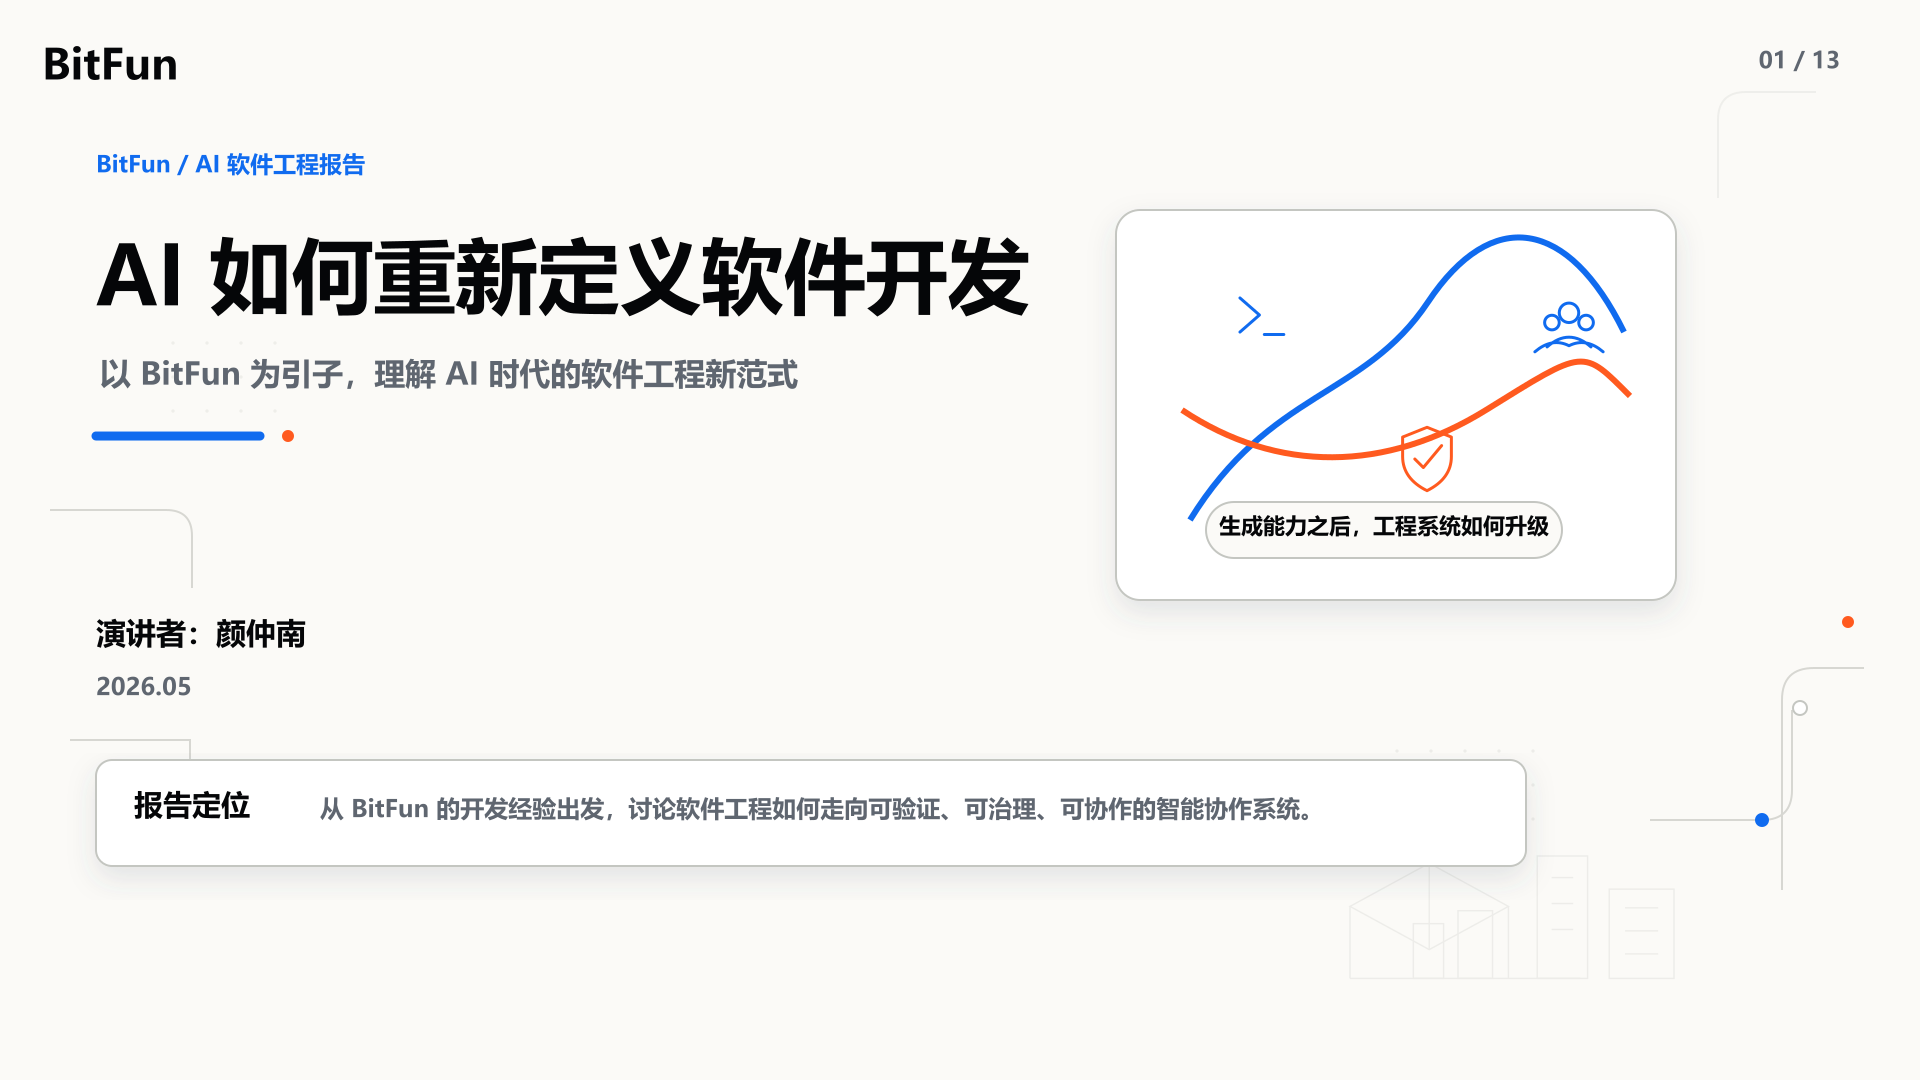 BitFun
01 / 13
BitFun / AI 软件工程报告
AI 如何重新定义软件开发
以 BitFun 为引子，理解 AI 时代的软件工程新范式
生成能力之后，工程系统如何升级
演讲者：颜仲南
2026.05
报告定位
从 BitFun 的开发经验出发，讨论软件工程如何走向可验证、可治理、可协作的智能协作系统。